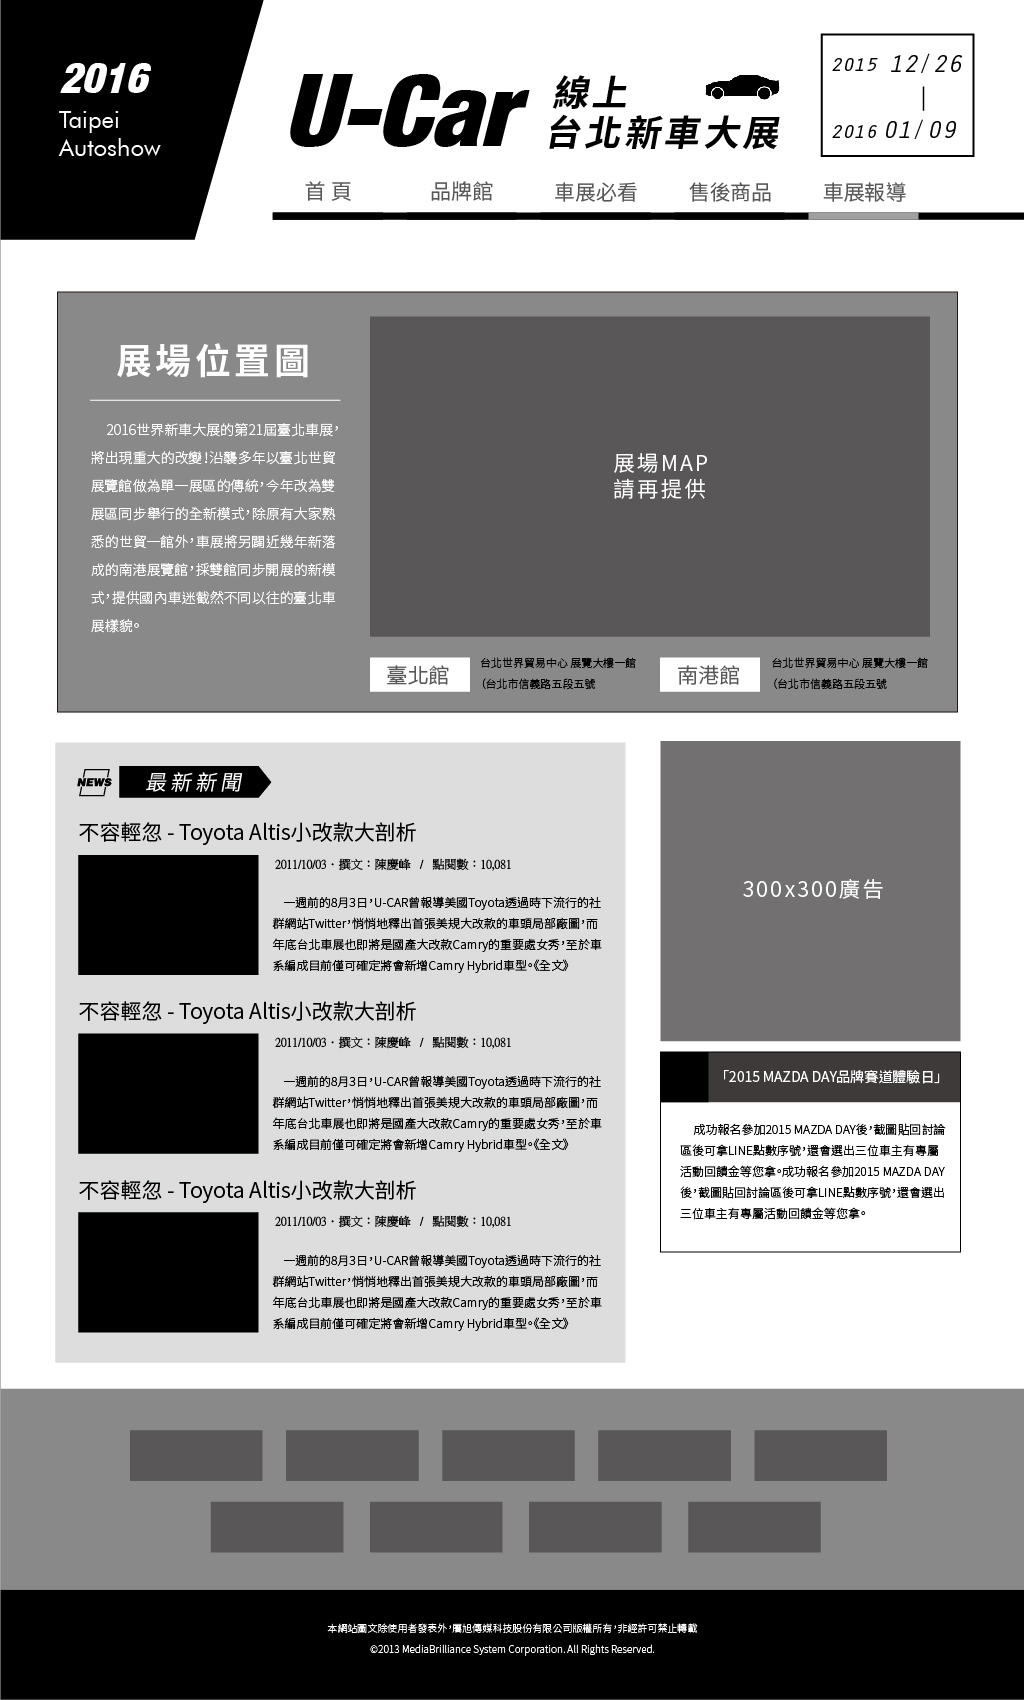 2016
Taipei
Autoshow
U-Car
線上
台北新車大展
2015 12/26
|
2016 01/09
首頁
品牌館
車展必看
售後商品
車展報導
展場位置圖
2016世界新車大展的第21屆臺北車展，
將出現重大的改變！沿襲多年以臺北世貿
展覽館做為單一展區的傳統，今年改為雙
展區同步舉行的全新模式，除原有大家熟
悉的世貿一館外，車展將另闢近幾年新落
成的南港展覽館，採雙館同步開展的新模
式，提供國內車迷截然不同以往的臺北車
展樣貌。
展場MAP
請再提供
臺北館
台北世界貿易中心 展覽大樓一館
（台北市信義路五段五號
南港館
台北世界貿易中心 展覽大樓一館
（台北市信義路五段五號
NEWS
最新新聞
不容輕忽 - Toyota Altis小改款大剖析
2011/10/03．撰文：陳慶峰 / 點閱數：10,081
一週前的8月3日，U-CAR曾報導美國Toyota透過時下流行的社
群網站Twitter，悄悄地釋出首張美規大改款的車頭局部廠圖，而
年底台北車展也即將是國產大改款Camry的重要處女秀，至於車
系編成目前僅可確定將會新增Camry Hybrid車型。《全文》
不容輕忽 - Toyota Altis小改款大剖析
2011/10/03．撰文：陳慶峰 / 點閱數：10,081
一週前的8月3日，U-CAR曾報導美國Toyota透過時下流行的社
群網站Twitter，悄悄地釋出首張美規大改款的車頭局部廠圖，而
年底台北車展也即將是國產大改款Camry的重要處女秀，至於車
系編成目前僅可確定將會新增Camry Hybrid車型。《全文》
不容輕忽 - Toyota Altis小改款大剖析
2011/10/03．撰文：陳慶峰 / 點閱數：10,081
一週前的8月3日，U-CAR曾報導美國Toyota透過時下流行的社
群網站Twitter，悄悄地釋出首張美規大改款的車頭局部廠圖，而
年底台北車展也即將是國產大改款Camry的重要處女秀，至於車
系編成目前僅可確定將會新增Camry Hybrid車型。《全文》
300x300廣告
「2015 MAZDA DAY品牌賽道體驗日」
成功報名參加2015 MAZDA DAY後，截圖貼回討論
區後可拿LINE點數序號，還會選出三位車主有專屬
活動回饋金等您拿。成功報名參加2015 MAZDA DAY
後，截圖貼回討論區後可拿LINE點數序號，還會選出
三位車主有專屬活動回饋金等您拿。
本網站圖文除使用者發表外，屬旭傳媒科技股份有限公司版權所有，非經許可禁止轉載
©2013 MediaBrilliance System Corporation. All Rights Reserved.